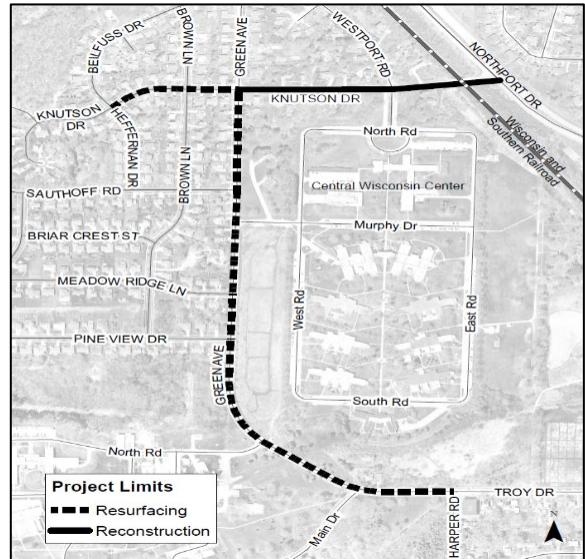 BEILFUSS DR
BROWN LN
GREEN AVE
WESTPORT RD
NORTHPORT DR
KNUTSON
DR
KNUTSON DR
HEFFERNAN DR
North Rd
Wisconsin and
Southern Railroad
SAUTHOFF RD
BROWN LN
Central Wisconsin Center
BRIAR CREST ST
Murphy Dr
MEADOW RIDGE LN
West Rd
East Rd
PINE VIEW DR
GREEN AVE
South Rd
North Rd
Project Limits
Resurfacing
Reconstruction
Main Dr
HARPER RD
TROY DR
N